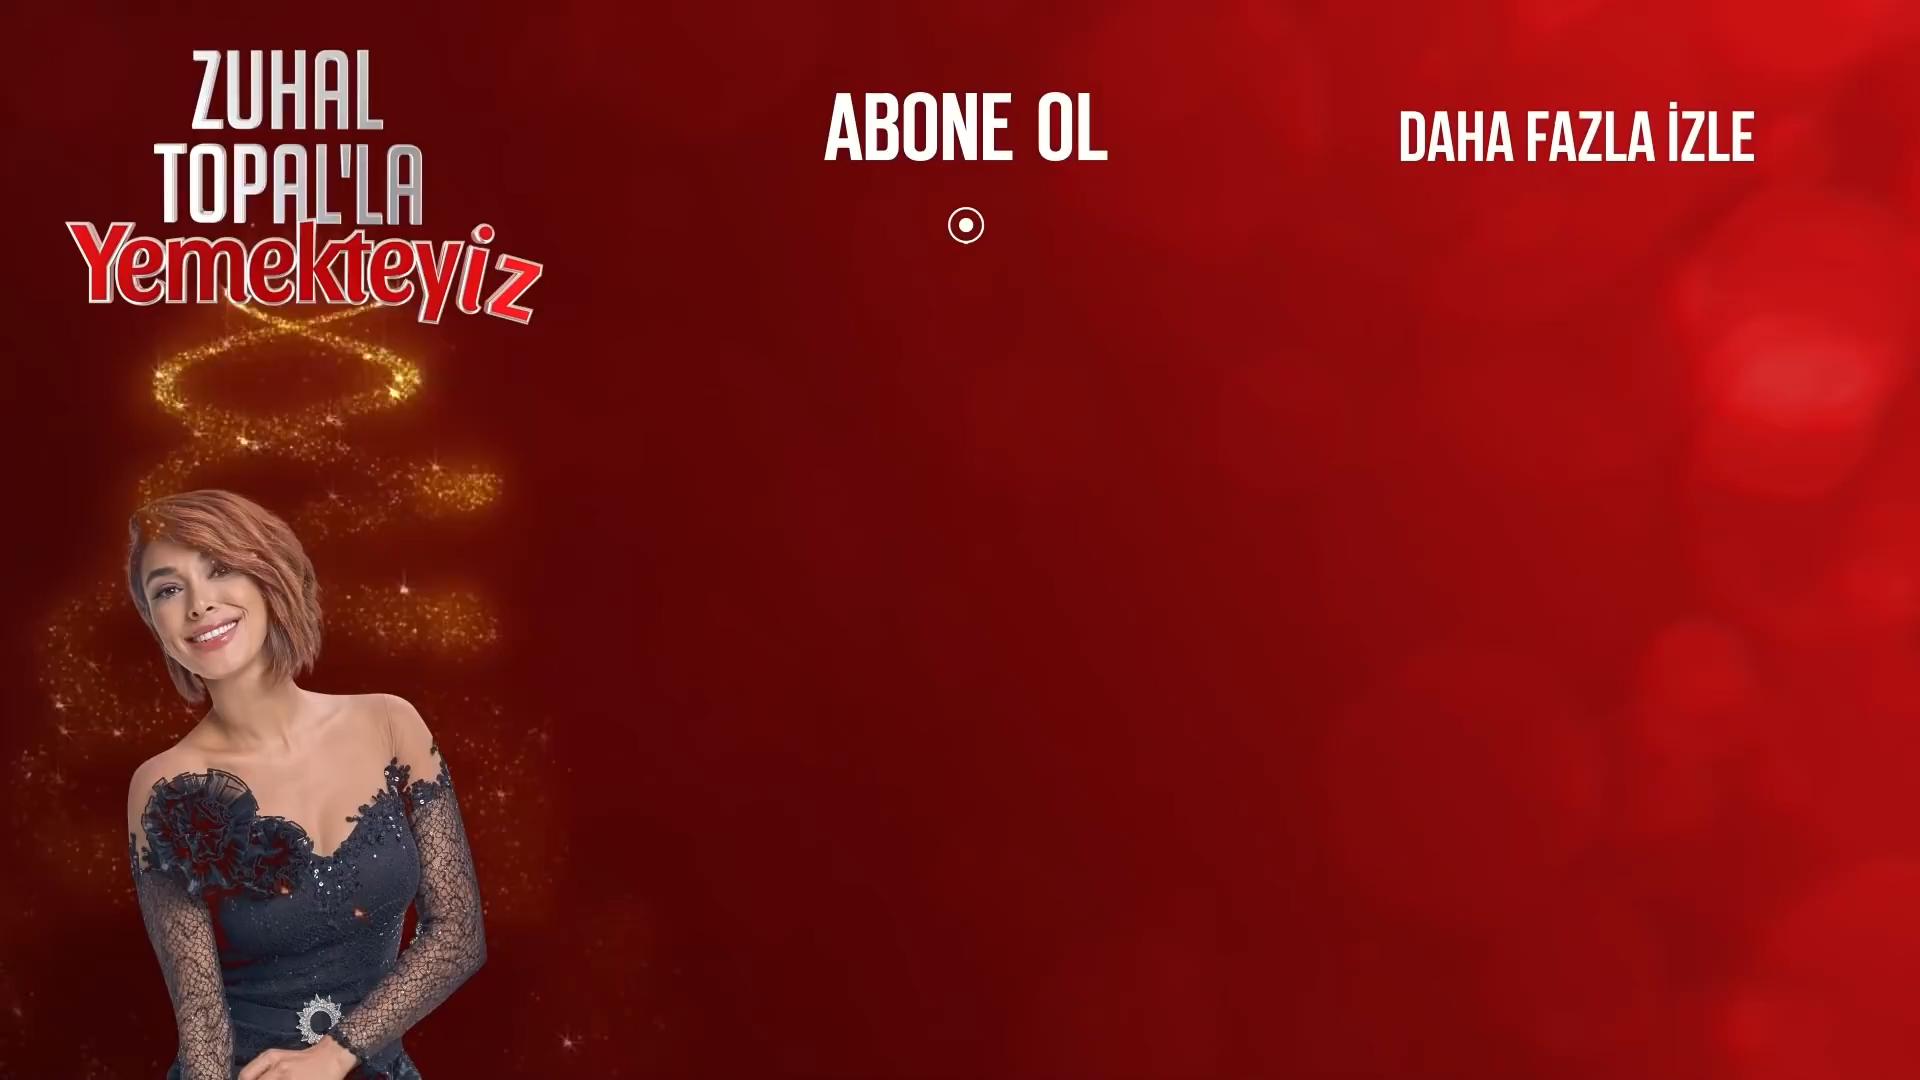 ZUHAL
TOPAL'LA
Yemekteyiz
ABONE OL
DAHA FAZLA İZLE